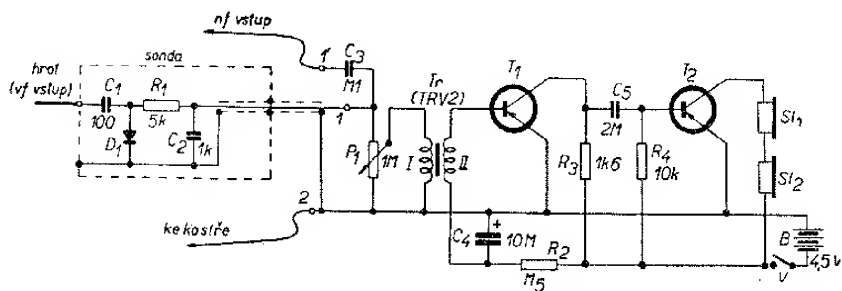 nf vstup
sonda
hrot
(vf vstup)
C1
100
R1
5k
D1
C2
1k
1'
C3
M1
1
P1
1M
2
ke kostře
Tr
(TRV2)
I
II
T1
C4
+
10M
R2
M5
R3
1k6
C5
2M
R4
10k
T2
Sl1
Sl2
B
4,5V
V